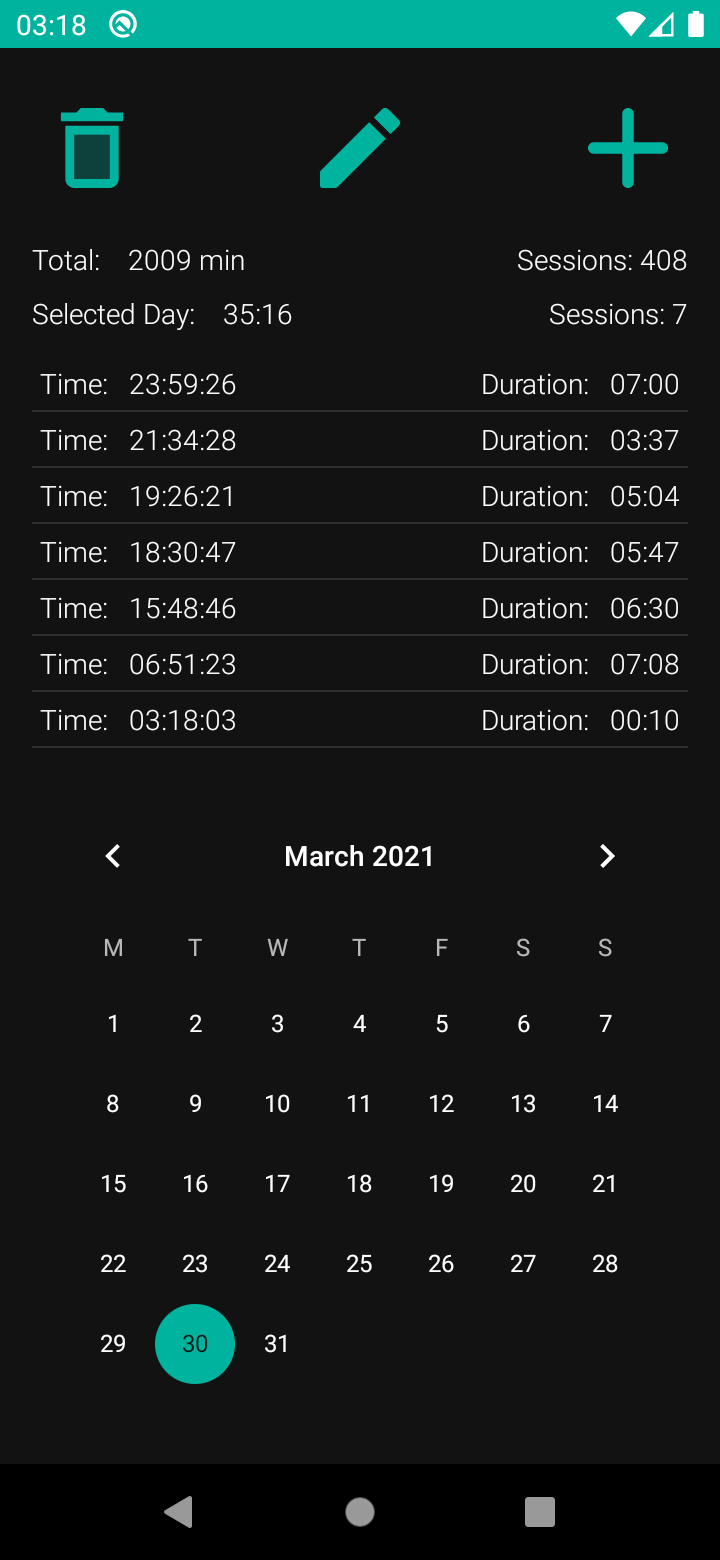 03:18
Total: 2009 min Sessions: 408
Selected Day: 35:16 Sessions: 7
Time: 23:59:26 Duration: 07:00
Time: 21:34:28 Duration: 03:37
Time: 19:26:21 Duration: 05:04
Time: 18:30:47 Duration: 05:47
Time: 15:48:46 Duration: 06:30
Time: 06:51:23 Duration: 07:08
Time: 03:18:03 Duration: 00:10
March 2021
M T W T F S S
1 2 3 4 5 6 7
8 9 10 11 12 13 14
15 16 17 18 19 20 21
22 23 24 25 26 27 28
29 30 31